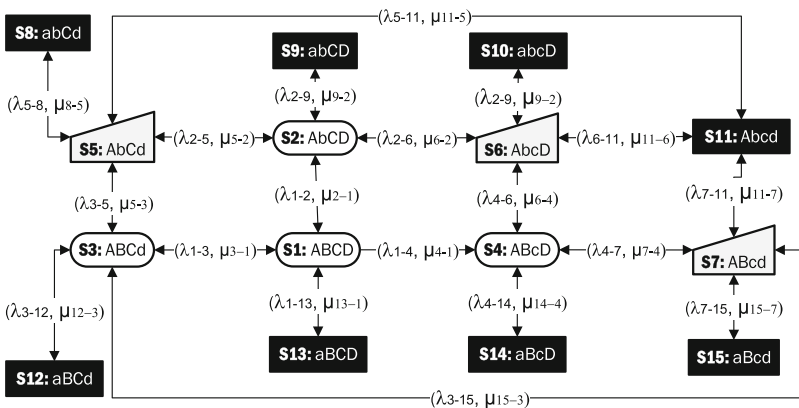 (λ5-11, μ11-5)
S8: abCd
S9: abCD
S10: abcD
(λ5-8, μ8-5)
(λ2-9, μ9-2)
(λ2-9, μ9–2)
S5: AbCd
(λ2-5, μ5-2)
S2: AbCD
(λ2-6, μ6-2)
S6: AbcD
(λ6-11, μ11–6)
S11: Abcd
(λ3-5, μ5-3)
(λ1-2, μ2–1)
(λ4-6, μ6-4)
(λ7-11, μ11-7)
S3: ABCd
(λ1-3, μ3–1)
S1: ABCD
(λ1-4, μ4-1)
S4: ABcD
(λ4-7, μ7-4)
S7: ABcd
(λ3-12, μ12–3)
(λ1-13, μ13–1)
(λ4-14, μ14–4)
(λ7-15, μ15–7)
S12: aBCd
S13: aBCD
S14: aBcD
S15: aBcd
(λ3-15, μ15–3)